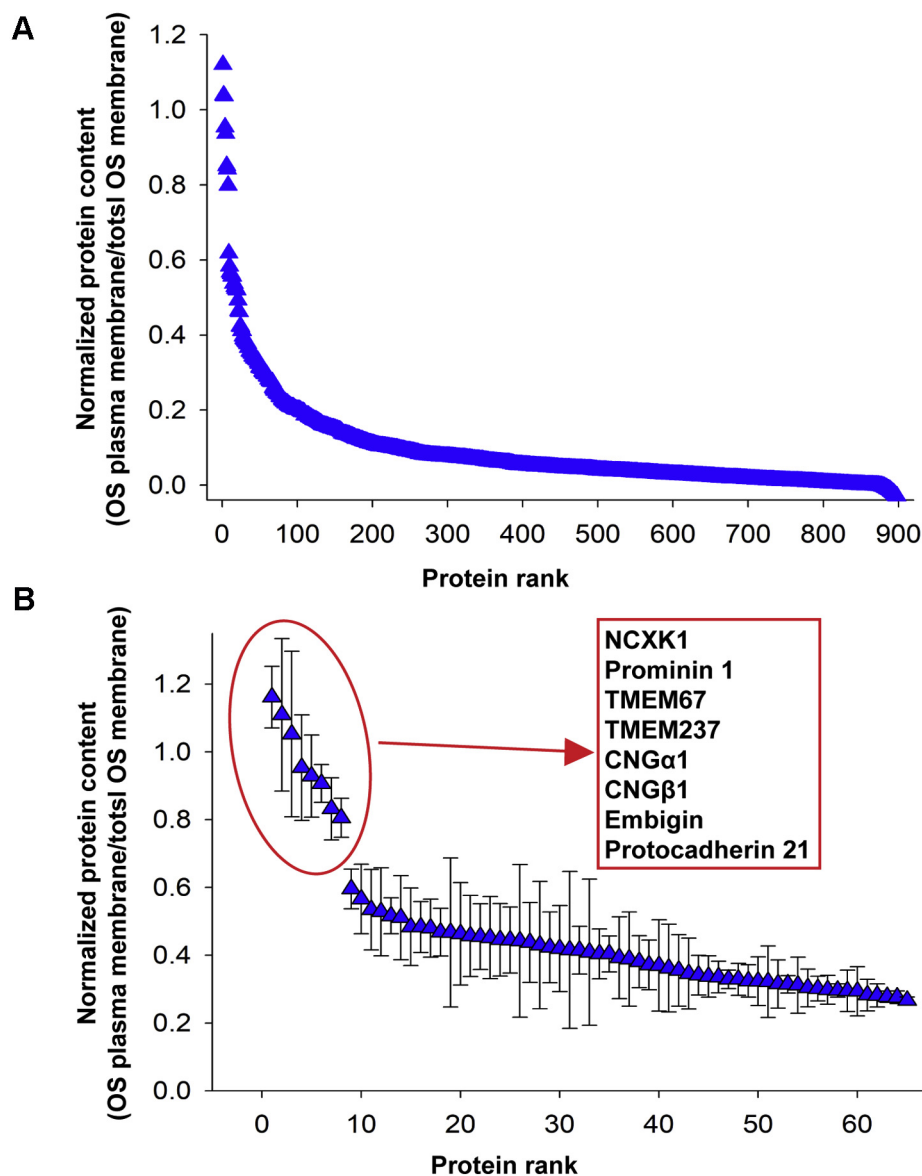 A
Normalized protein content
(OS plasma membrane/totsl OS membrane)
1.2
1.0
0.8
0.6
0.4
0.2
0.0
0 100 200 300 400 500 600 700 800 900
Protein rank
B
Normalized protein content
(OS plasma membrane/totsl OS membrane)
1.2
1.0
0.8
0.6
0.4
0.2
0.0
NCXK1
Prominin 1
TMEM67
TMEM237
CNGα1
CNGβ1
Embigin
Protocadherin 21
0 10 20 30 40 50 60
Protein rank